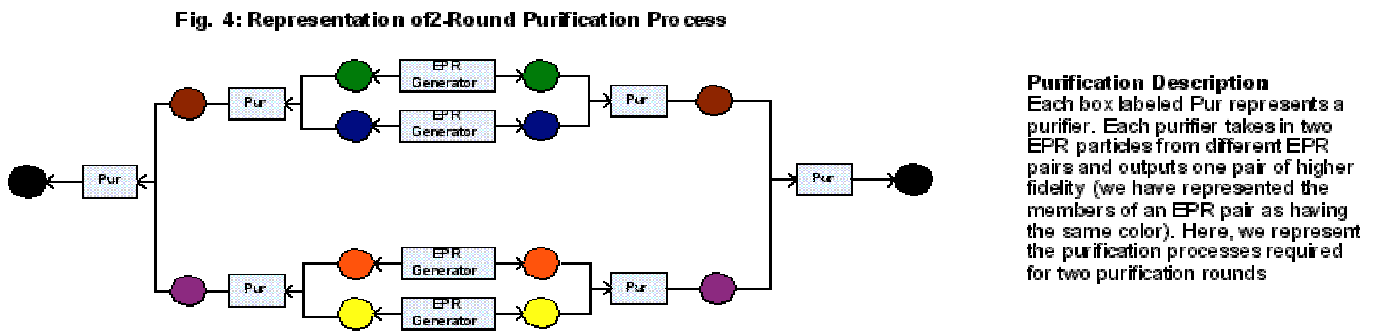 Fig. 4: Representation of2-Round Purification Process
EPR
Generator
Pur
Pur
EPR
Generator
Pur
Pur
EPR
Generator
Pur
Pur
EPR
Generator
Purification Description
Each box labeled Pur represents a
purifier. Each purifier takes in two
EPR particles from different EPR
pairs and outputs one pair of higher
fidelity (we have represented the
members of an EPR pair as having
the same color). Here, we represent
the purification processes required
for two purification rounds